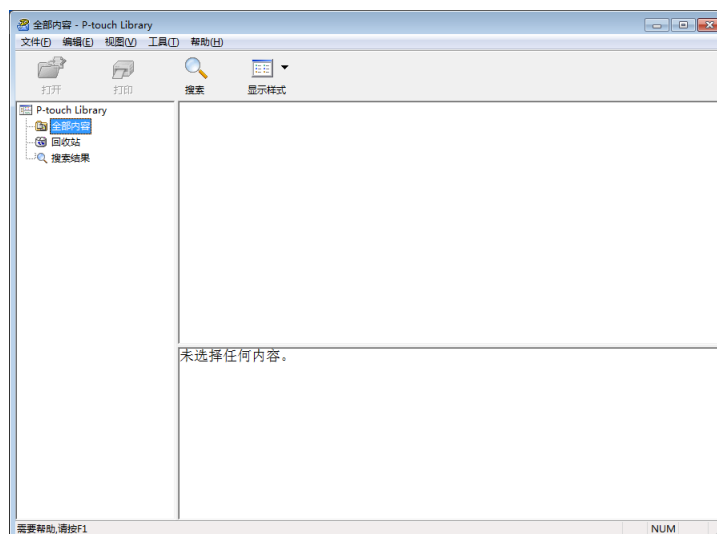 全部内容 - P-touch Library
文件(F) 编辑(E) 视图(V) 工具(T) 帮助(H)
打开 打印 搜索 显示样式
P-touch Library
全部内容
回收站
搜索结果
未选择任何内容。
需要帮助,请按F1 NUM